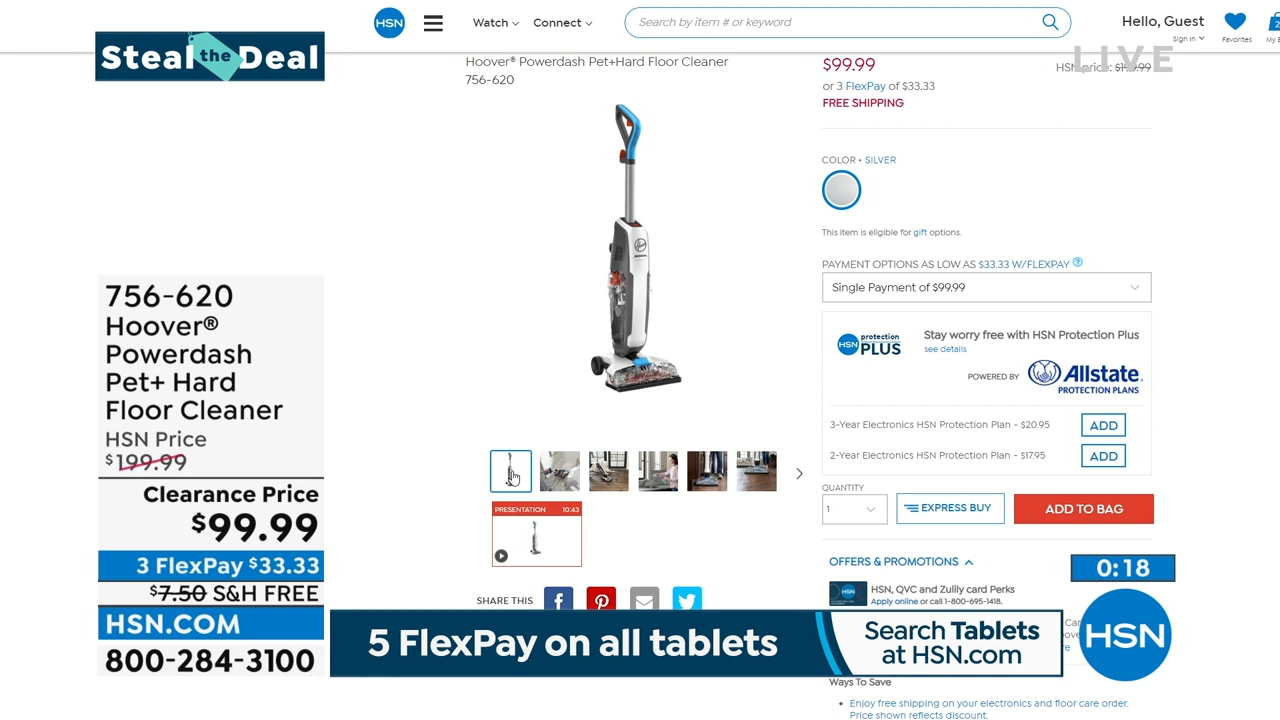 HSN
Watch
Connect
Search by item # or keyword
Hello, Guest
Sign In
Favorites
Steal the Deal
LIVE
Hoover® Powerdash Pet+Hard Floor Cleaner
756-620
$99.99
HSN price: $199.99
or 3 FlexPay of $33.33
FREE SHIPPING
COLOR • SILVER
This item is eligible for gift options.
PAYMENT OPTIONS AS LOW AS $33.33 W/FLEXPAY ?
Single Payment of $99.99
HSN protection PLUS
Stay worry free with HSN Protection Plus
see details
POWERED BY
Allstate
PROTECTION PLANS
3-Year Electronics HSN Protection Plan - $20.95
ADD
2-Year Electronics HSN Protection Plan - $17.95
ADD
QUANTITY
1
EXPRESS BUY
ADD TO BAG
PRESENTATION 10:43
SHARE THIS
OFFERS & PROMOTIONS
HSN, QVC and Zulily card Perks
Apply online or call 1-800-695-1418.
Ways To Save
Enjoy free shipping on your electronics and floor care order.
Price shown reflects discount.
756-620
Hoover®
Powerdash
Pet+ Hard
Floor Cleaner
HSN Price
$199.99
Clearance Price
$99.99
3 FlexPay $33.33
$7.50 S&H FREE
HSN.COM
800-284-3100
0:18
5 FlexPay on all tablets
Search Tablets
at HSN.com
HSN